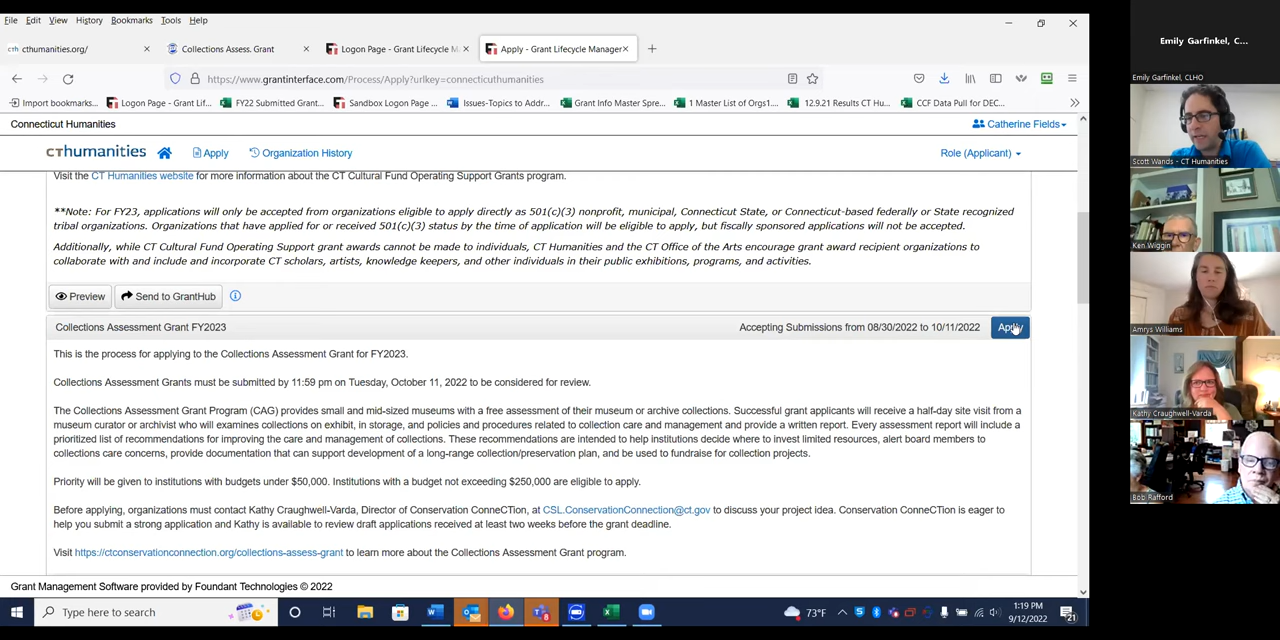 File Edit View History Bookmarks Tools Help
cthumanities.org/ Collections Assess. Grant Logon Page - Grant Lifecycle M Apply - Grant Lifecycle Manager
https://www.grantinterface.com/Process/Apply?urlkey=connecticuthumanities
Import bookmarks... Logon Page - Grant Lif... FY22 Submitted Grant... Sandbox Logon Page ... Issues-Topics to Addr... Grant Info Master Spre... 1 Master List of Orgs1... 12.9.21 Results CT Hu... CCF Data Pull for DEC...
Connecticut Humanities Catherine Fields
CTHUMANITIES Apply Organization History Role (Applicant)
Visit the CT Humanities website for more information about the CT Cultural Fund Operating Support Grants program.
**Note: For FY23, applications will only be accepted from organizations eligible to apply directly as 501(c)(3) nonprofit, municipal, Connecticut State, or Connecticut-based federally or State recognized
tribal organizations. Organizations that have applied for or received 501(c)(3) status by the time of application will be eligible to apply, but fiscally sponsored applications will not be accepted.
Additionally, while CT Cultural Fund Operating Support grant awards cannot be made to individuals, CT Humanities and the CT Office of the Arts encourage grant award recipient organizations to
collaborate with and include and incorporate CT scholars, artists, knowledge keepers, and other individuals in their public exhibitions, programs, and activities.
Preview Send to GrantHub
Collections Assessment Grant FY2023 Accepting Submissions from 08/30/2022 to 10/11/2022 Apply
This is the process for applying to the Collections Assessment Grant for FY2023.
Collections Assessment Grants must be submitted by 11:59 pm on Tuesday, October 11, 2022 to be considered for review.
The Collections Assessment Grant Program (CAG) provides small and mid-sized museums with a free assessment of their museum or archive collections. Successful grant applicants will receive a half-day site visit from a
museum curator or archivist who will examines collections on exhibit, in storage, and policies and procedures related to collection care and management and provide a written report. Every assessment report will include a
prioritized list of recommendations for improving the care and management of collections. These recommendations are intended to help institutions decide where to invest limited resources, alert board members to
collections care concerns, provide documentation that can support development of a long-range collection/preservation plan, and be used to fundraise for collection projects.
Priority will be given to institutions with budgets under $50,000. Institutions with a budget not exceeding $250,000 are eligible to apply.
Before applying, organizations must contact Kathy Craughwell-Varda, Director of Conservation ConneCTion, at CSL.ConservationConnection@ct.gov to discuss your project idea. Conservation ConneCTion is eager to
help you submit a strong application and Kathy is available to review draft applications received at least two weeks before the grant deadline.
Visit https://ctconservationconnection.org/collections-assess-grant to learn more about the Collections Assessment Grant program.
Grant Management Software provided by Foundant Technologies © 2022
Type here to search 73°F 1:19 PM
9/12/2022 21
Emily Garfinkel, C...
Emily Garfinkel, CLHO
Scott Wands - CT Humanities
Ken Wiggin
Amrys Williams
Kathy Craughwell-Varda
Bob Rafford